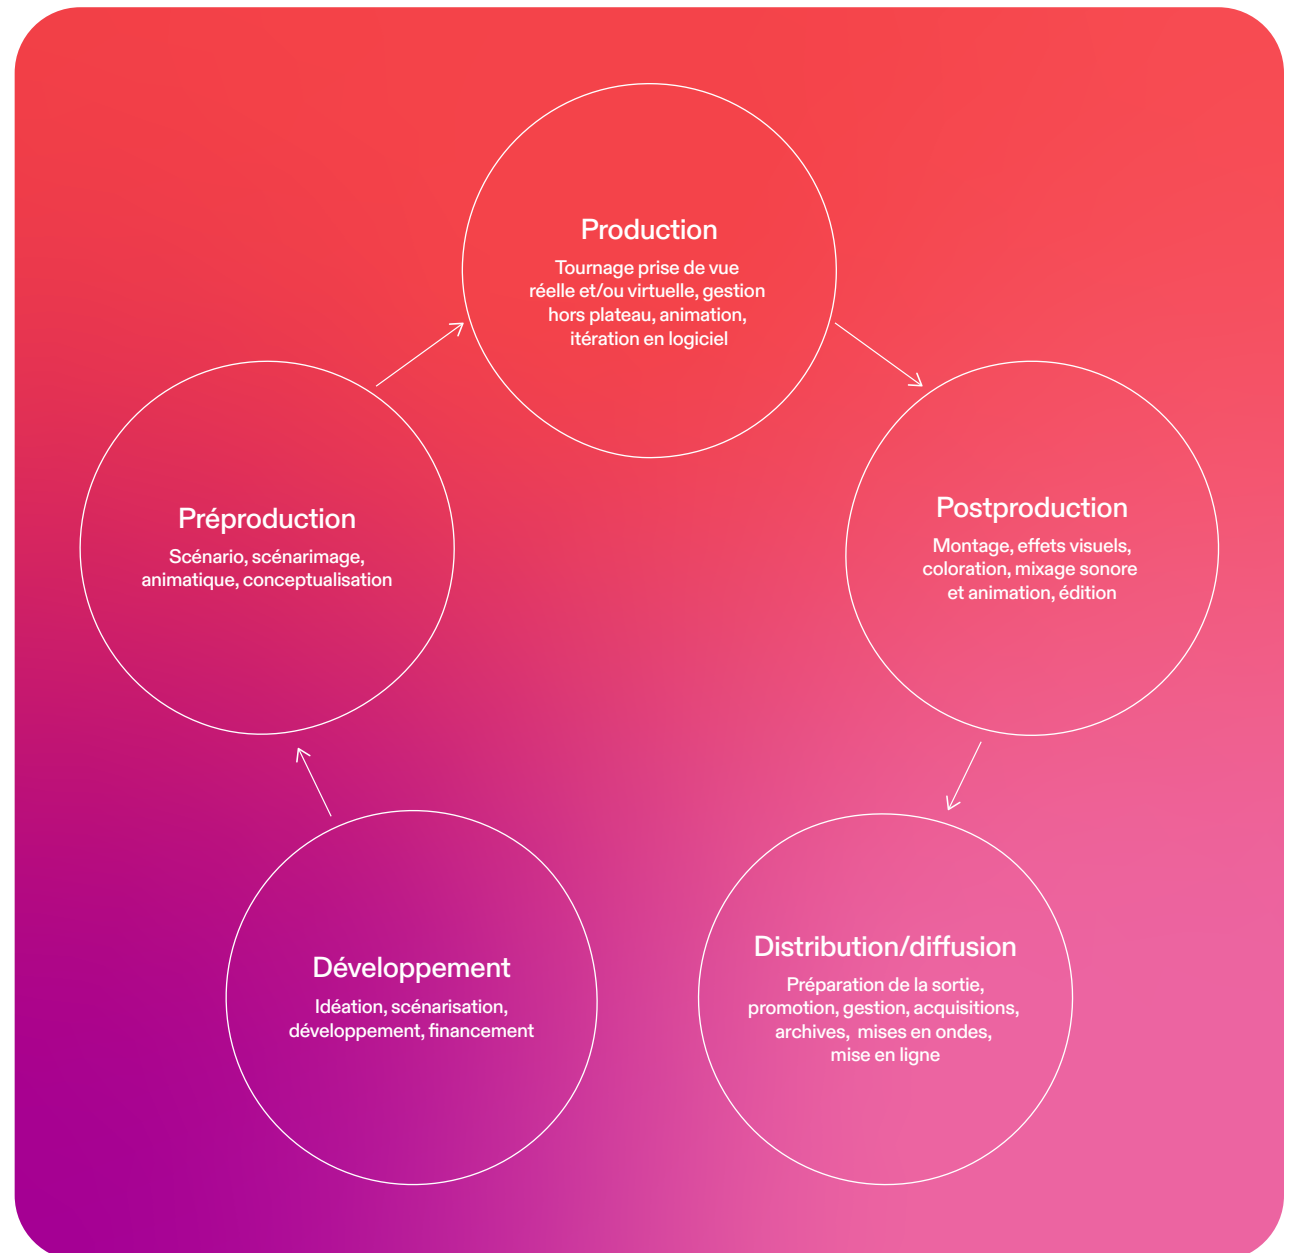 Production
Tournage prise de vue
réelle et/ou virtuelle, gestion
hors plateau, animation,
itération en logiciel
Préproduction
Scénario, scénarimage,
animatique, conceptualisation
Postproduction
Montage, effets visuels,
coloration, mixage sonore
et animation, édition
Développement
Idéation, scénarisation,
développement, financement
Distribution/diffusion
Préparation de la sortie,
promotion, gestion, acquisitions,
archives, mises en ondes,
mise en ligne